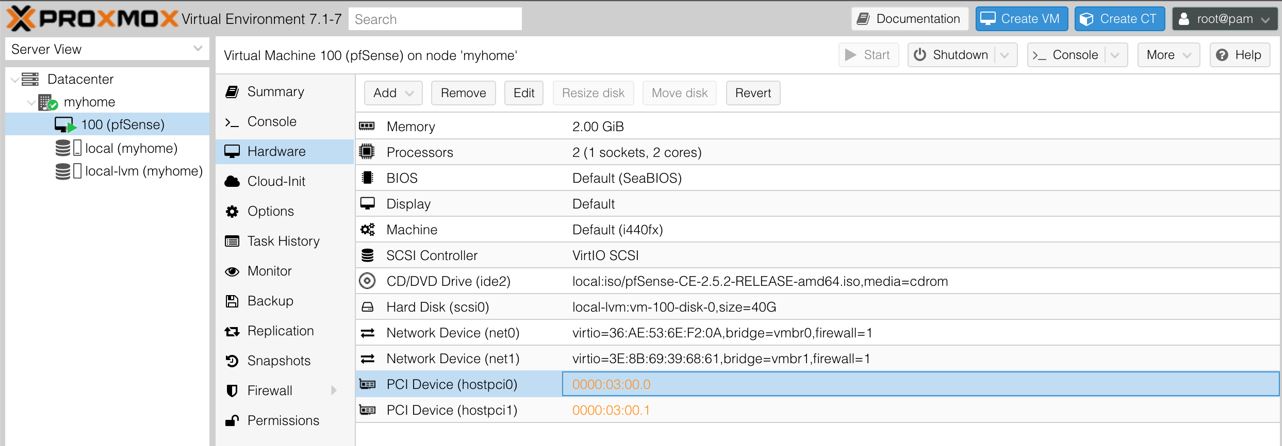 PROXMOX Virtual Environment 7.1-7 Search Documentation Create VM Create CT root@pam
Server View
Datacenter
myhome
100 (pfSense)
local (myhome)
local-lvm (myhome)
Virtual Machine 100 (pfSense) on node 'myhome' Start Shutdown Console More Help
Summary
Console
Hardware
Cloud-Init
Options
Task History
Monitor
Backup
Replication
Snapshots
Firewall
Permissions
Add Remove Edit Resize disk Move disk Revert
Memory 2.00 GiB
Processors 2 (1 sockets, 2 cores)
BIOS Default (SeaBIOS)
Display Default
Machine Default (i440fx)
SCSI Controller VirtIO SCSI
CD/DVD Drive (ide2) local:iso/pfSense-CE-2.5.2-RELEASE-amd64.iso,media=cdrom
Hard Disk (scsi0) local-lvm:vm-100-disk-0,size=40G
Network Device (net0) virtio=36:AE:53:6E:F2:0A,bridge=vmbr0,firewall=1
Network Device (net1) virtio=3E:8B:69:39:68:61,bridge=vmbr1,firewall=1
PCI Device (hostpci0) 0000:03:00.0
PCI Device (hostpci1) 0000:03:00.1